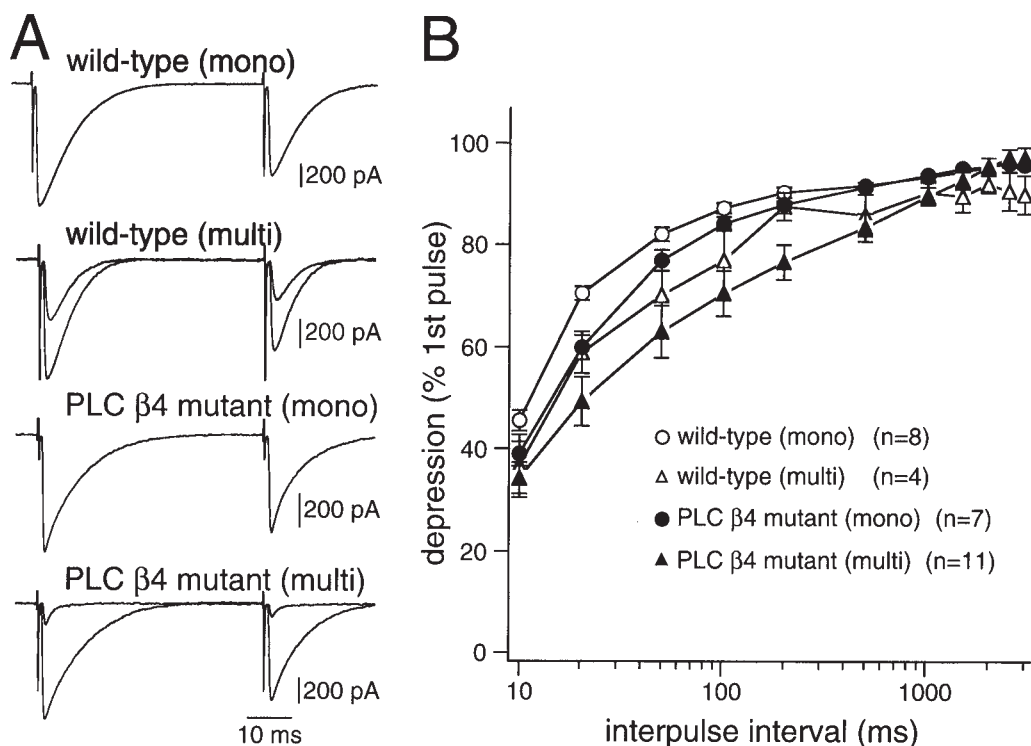 A
wild-type (mono)
200 pA
wild-type (multi)
200 pA
PLC β4 mutant (mono)
200 pA
PLC β4 mutant (multi)
200 pA
10 ms
B
depression (% 1st pulse)
100
80
60
40
20
0
wild-type (mono) (n=8)
wild-type (multi) (n=4)
PLC β4 mutant (mono) (n=7)
PLC β4 mutant (multi) (n=11)
10
100
1000
interpulse interval (ms)